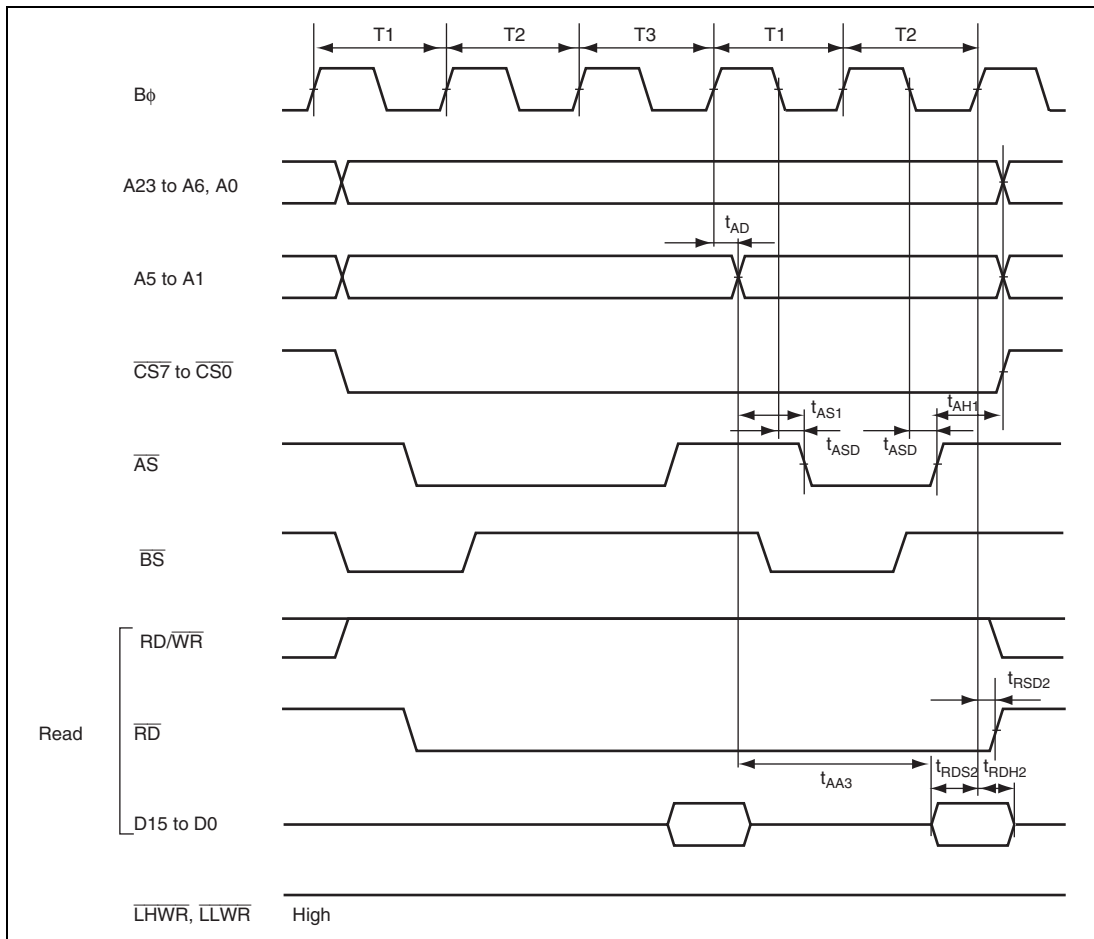 T1 T2 T3 T1 T2
Bϕ
A23 to A6, A0
tAD
A5 to A1
CS7 to CS0
tAS1 tAH1
tASD tASD
AS
BS
RD/WR
tRSD2
Read RD
tAA3 tRDS2 tRDH2
D15 to D0
LHWR, LLWR High